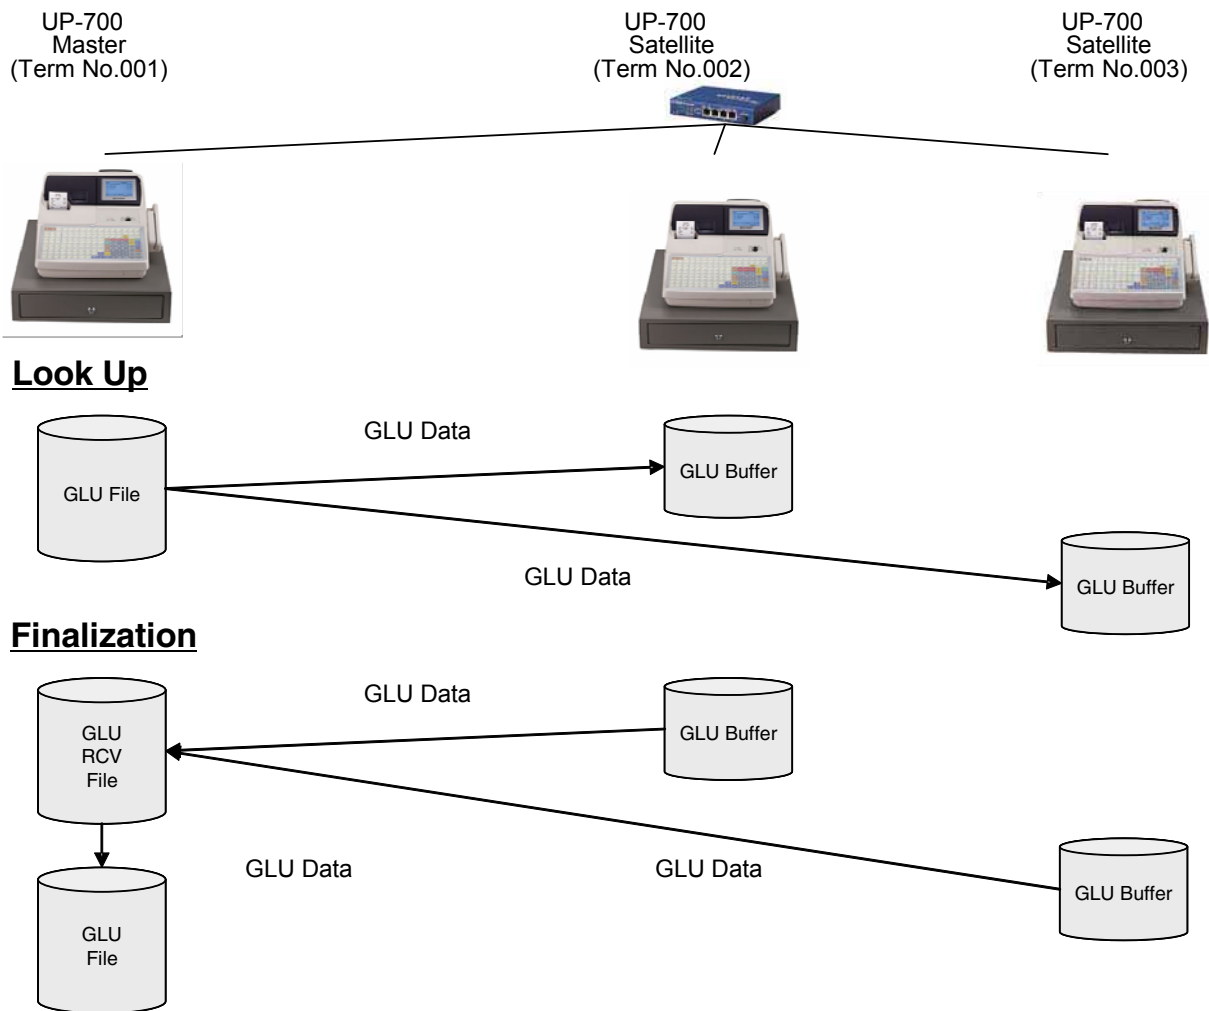 UP-700
Master
(Term No.001)
UP-700
Satellite
(Term No.002)
UP-700
Satellite
(Term No.003)
Look Up
GLU Data
GLU File
GLU Buffer
GLU Data
GLU Buffer
Finalization
GLU Data
GLU
RCV
File
GLU Buffer
GLU Data
GLU Data
GLU Buffer
GLU
File